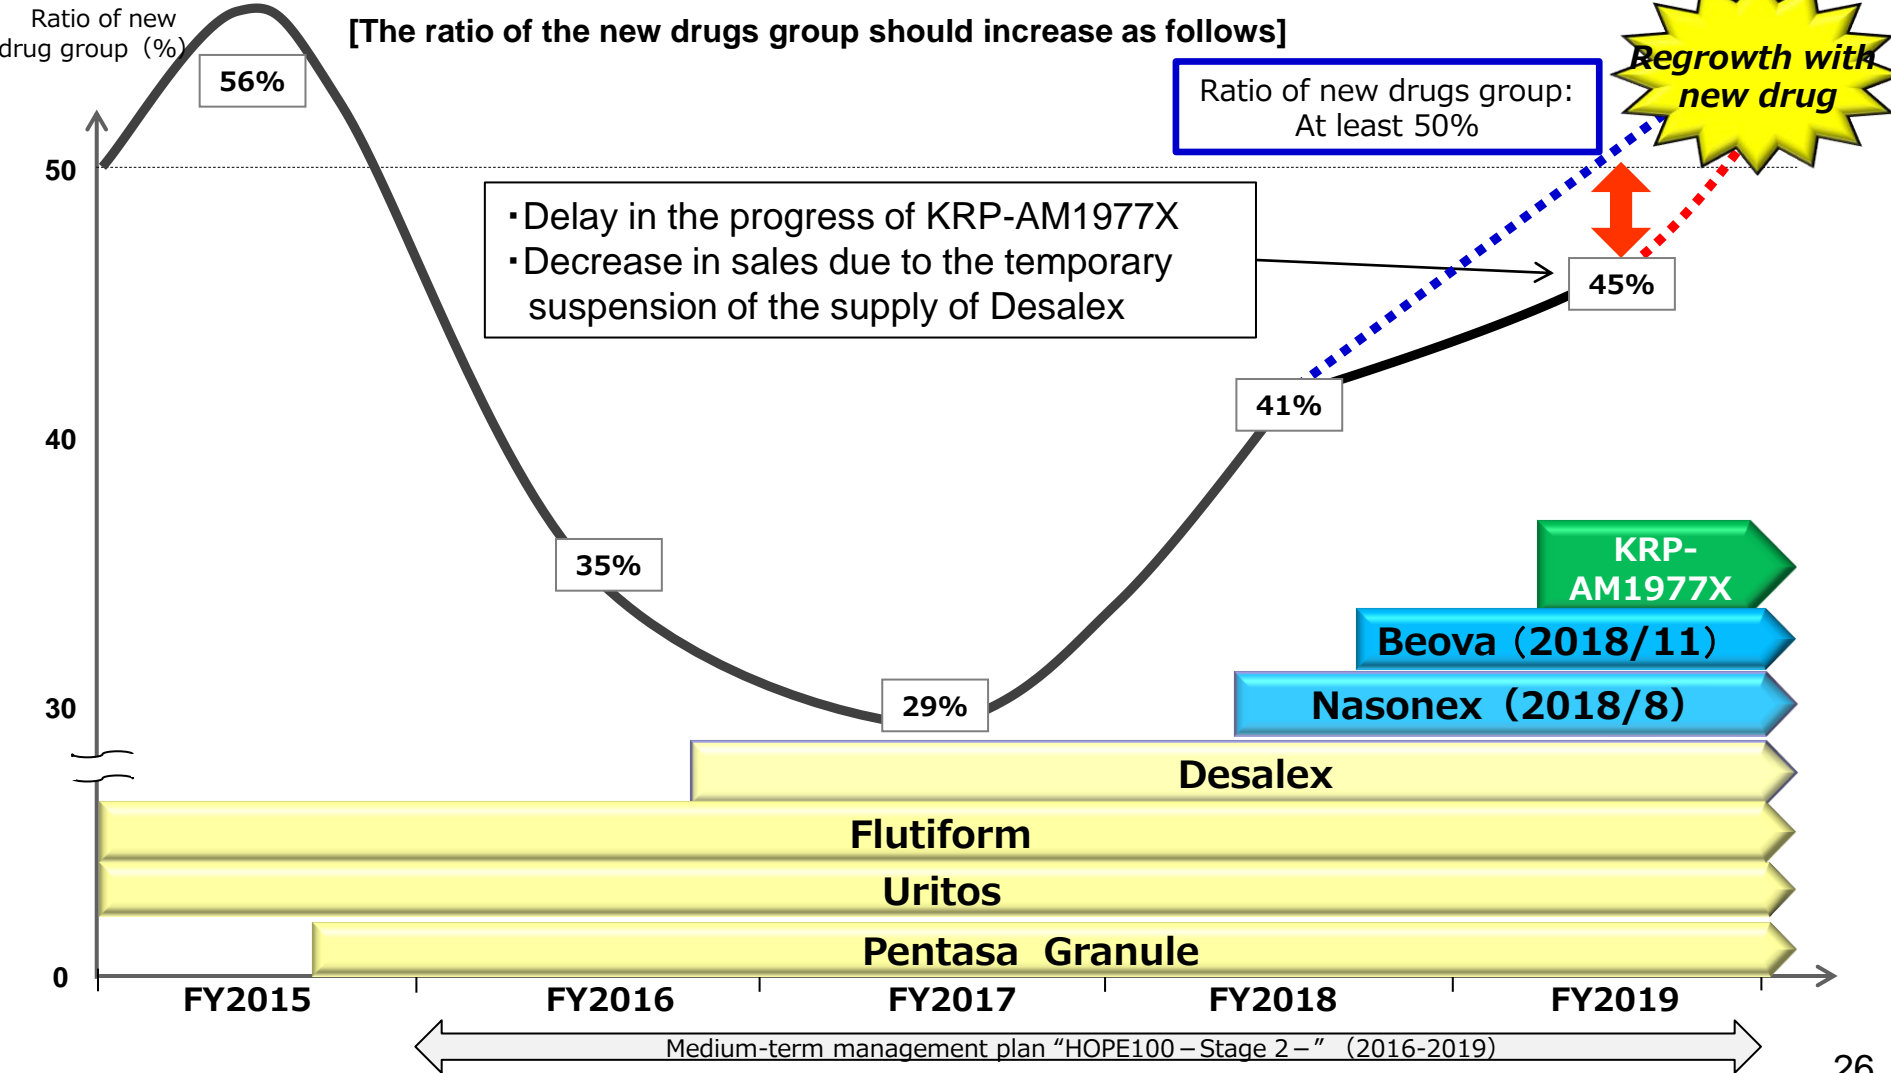 Ratio of new
drug group（%）
[The ratio of the new drugs group should increase as follows]
Regrowth with
new drug
56%
Ratio of new drugs group:
At least 50%
50
・Delay in the progress of KRP-AM1977X
・Decrease in sales due to the temporary
suspension of the supply of Desalex
45%
41%
40
35%
KRP-
AM1977X
Beova（2018/11）
29%
30
Nasonex（2018/8）
Desalex
Flutiform
Uritos
Pentasa Granule
0
FY2015
FY2016
FY2017
FY2018
FY2019
Medium-term management plan “HOPE100－Stage 2－” (2016-2019)
26